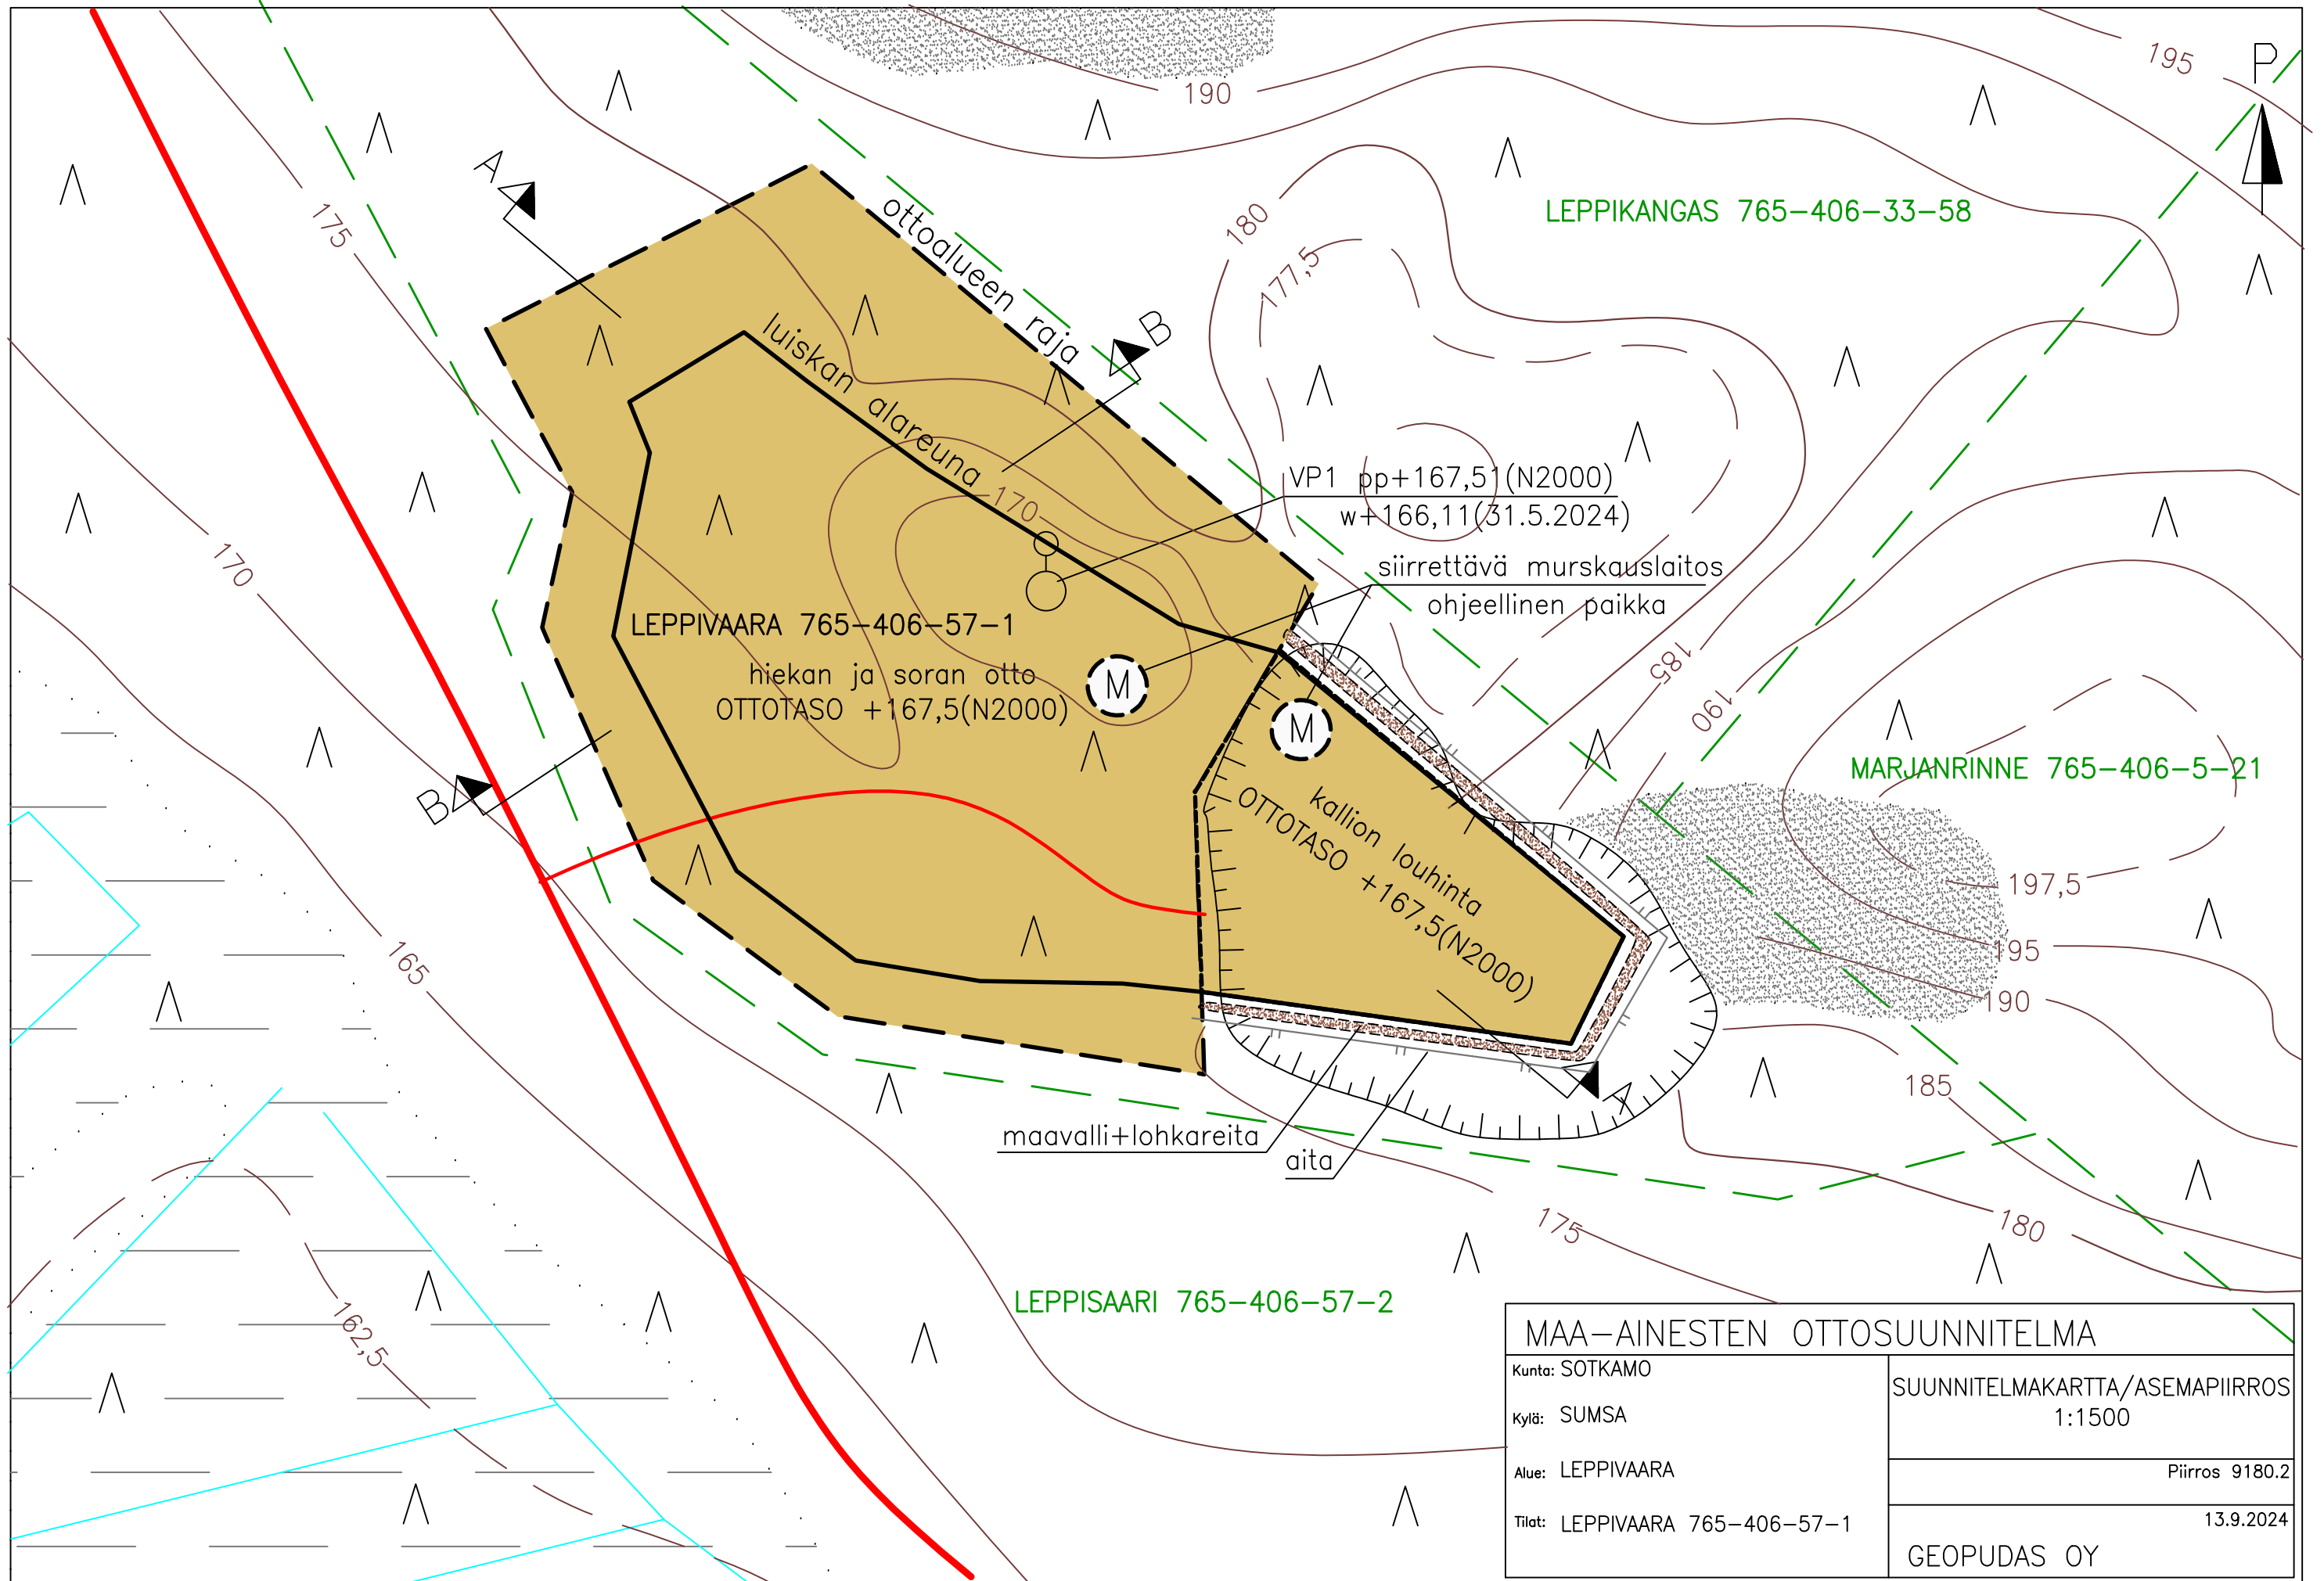 190
195
P
A
175
ottoalueen raja
180
LEPPIKANGAS 765-406-33-58
177,5
B
luiskan alareuna
170
VP1 pp+167,51(N2000)
w+166,11(31.5.2024)
170
siirrettävä murskauslaitos
ohjeellinen paikka
LEPPIVAARA 765-406-57-1
hiekan ja soran otto
OTTOTASO +167,5(N2000)
M
M
185
190
MARJANRINNE 765-406-5-21
B
kallion louhinta
OTTOTASO +167,5(N2000)
197,5
195
165
190
185
A
maavalli+lohkareita
aita
175
180
LEPPISAARI 765-406-57-2
162,5
MAA-AINESTEN OTTOSUUNNITELMA
Kunta: SOTKAMO
Kylä: SUMSA
Alue: LEPPIVAARA
Tilat: LEPPIVAARA 765-406-57-1
SUUNNITELMAKARTTA/ASEMAPIIRROS
1:1500
Piirros 9180.2
13.9.2024
GEOPUDAS OY